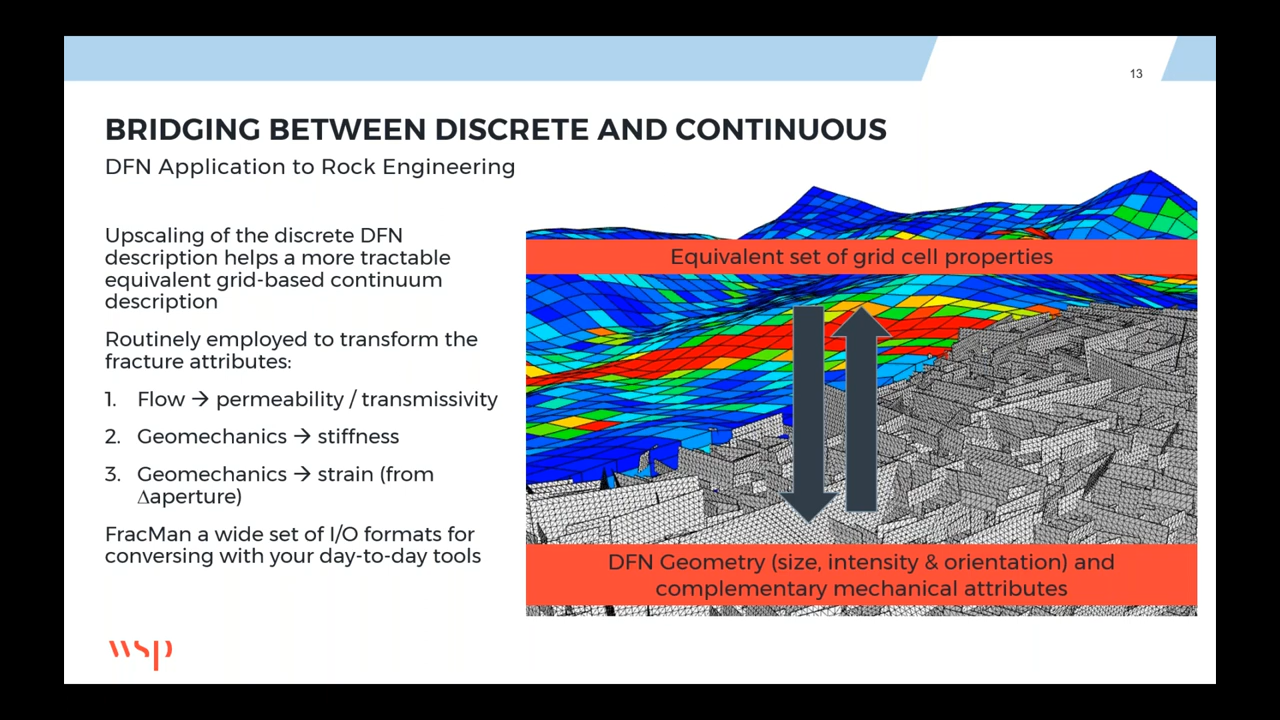 13
BRIDGING BETWEEN DISCRETE AND CONTINUOUS
DFN Application to Rock Engineering
Upscaling of the discrete DFN
description helps a more tractable
equivalent grid-based continuum
description
Routinely employed to transform the
fracture attributes:
1. Flow → permeability / transmissivity
2. Geomechanics → stiffness
3. Geomechanics → strain (from
∆aperture)
FracMan a wide set of I/O formats for
conversing with your day-to-day tools
Equivalent set of grid cell properties
DFN Geometry (size, intensity & orientation) and
complementary mechanical attributes
wsp